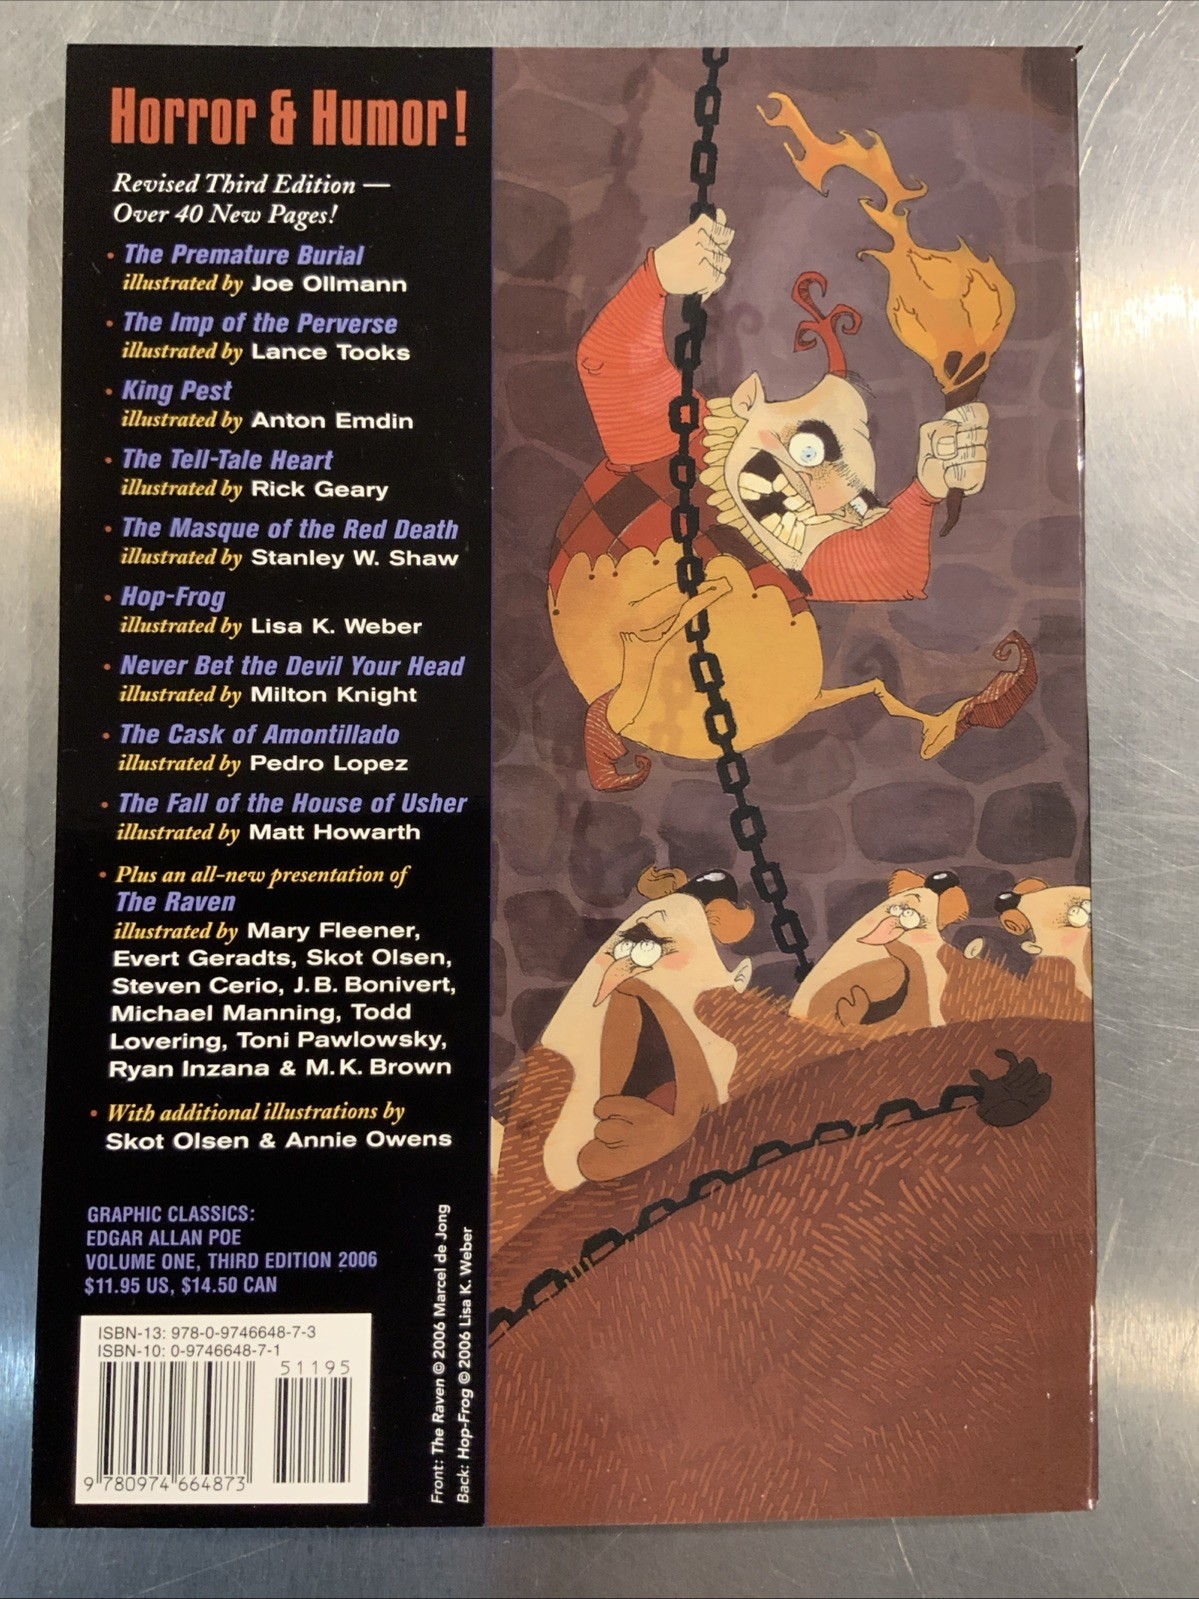 Horror & Humor!
Revised Third Edition —
Over 40 New Pages!
• The Premature Burial
illustrated by Joe Ollmann
• The Imp of the Perverse
illustrated by Lance Tooks
• King Pest
illustrated by Anton Emdin
• The Tell-Tale Heart
illustrated by Rick Geary
• The Masque of the Red Death
illustrated by Stanley W. Shaw
• Hop-Frog
illustrated by Lisa K. Weber
• Never Bet the Devil Your Head
illustrated by Milton Knight
• The Cask of Amontillado
illustrated by Pedro Lopez
• The Fall of the House of Usher
illustrated by Matt Howarth
• Plus an all-new presentation of
The Raven
illustrated by Mary Fleener,
Evert Geradts, Skot Olsen,
Steven Cerio, J.B. Bonivert,
Michael Manning, Todd
Lovering, Toni Pawlowsky,
Ryan Inzana & M.K. Brown
• With additional illustrations by
Skot Olsen & Annie Owens
GRAPHIC CLASSICS:
EDGAR ALLAN POE
VOLUME ONE, THIRD EDITION 2006
$11.95 US, $14.50 CAN
ISBN-13: 978-0-9746648-7-3
ISBN-10: 0-9746648-7-1
51195
9 780974 664873
Front: The Raven © 2006 Marcel de Jong
Back: Hop-Frog © 2006 Lisa K. Weber